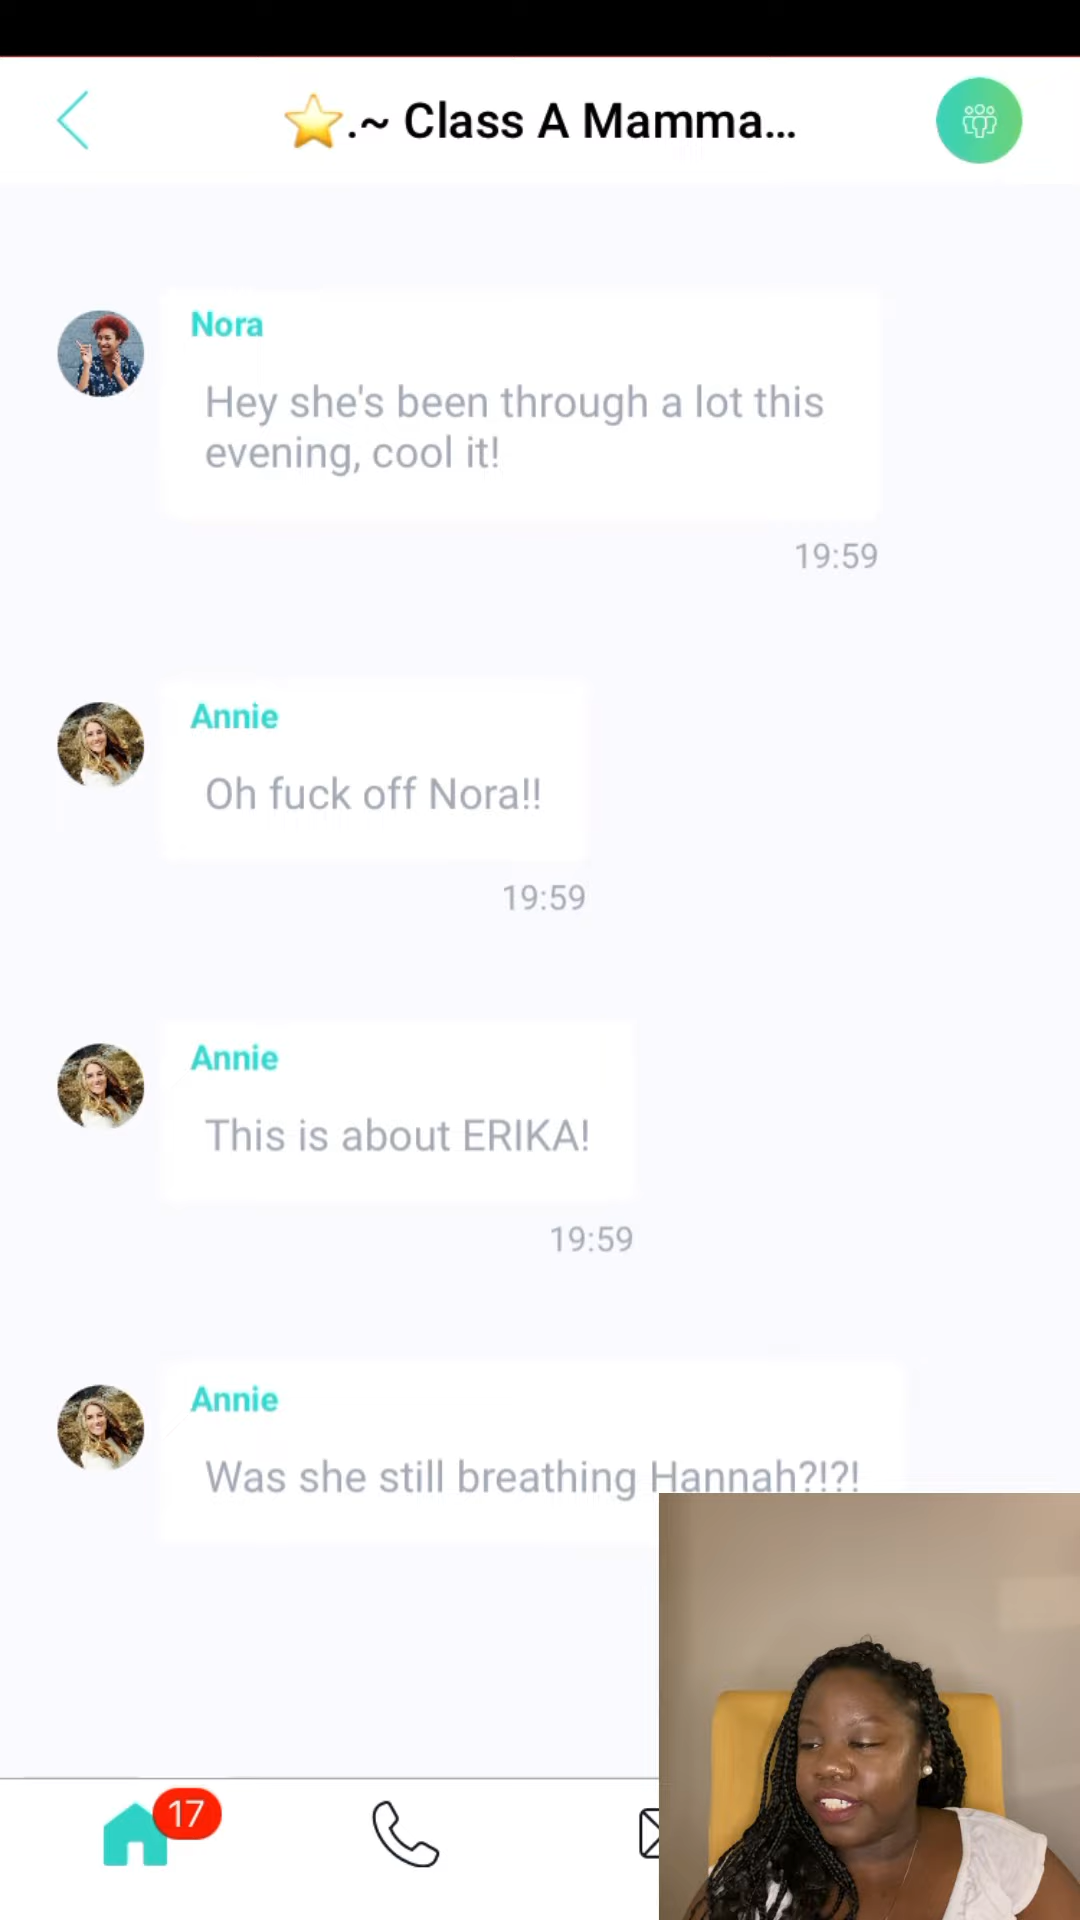 ⭐.~ Class A Mamma...
Nora
Hey she's been through a lot this
evening, cool it!
19:59
Annie
Oh fuck off Nora!!
19:59
Annie
This is about ERIKA!
19:59
Annie
Was she still breathing Hannah?!?!
17